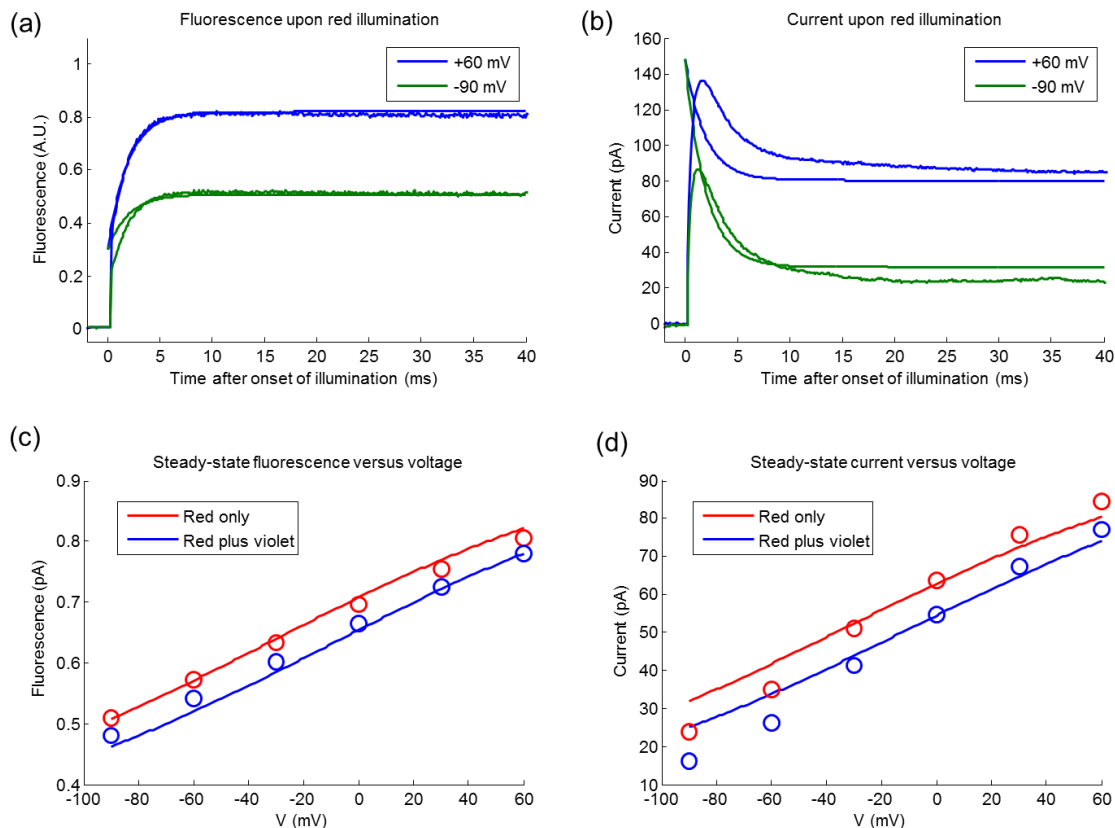 (a)
Fluorescence upon red illumination
+60 mV
-90 mV
1
0.8
0.6
0.4
0.2
0
Fluorescence (A.U.)
0 5 10 15 20 25 30 35 40
Time after onset of illumination (ms)
(b)
Current upon red illumination
+60 mV
-90 mV
160
140
120
100
80
60
40
20
0
Current (pA)
0 5 10 15 20 25 30 35 40
Time after onset of illumination (ms)
(c)
Steady-state fluorescence versus voltage
Red only
Red plus violet
0.9
0.8
0.7
0.6
0.5
0.4
Fluorescence (pA)
-100 -80 -60 -40 -20 0 20 40 60
V (mV)
(d)
Steady-state current versus voltage
Red only
Red plus violet
90
80
70
60
50
40
30
20
10
Current (pA)
-100 -80 -60 -40 -20 0 20 40 60
V (mV)